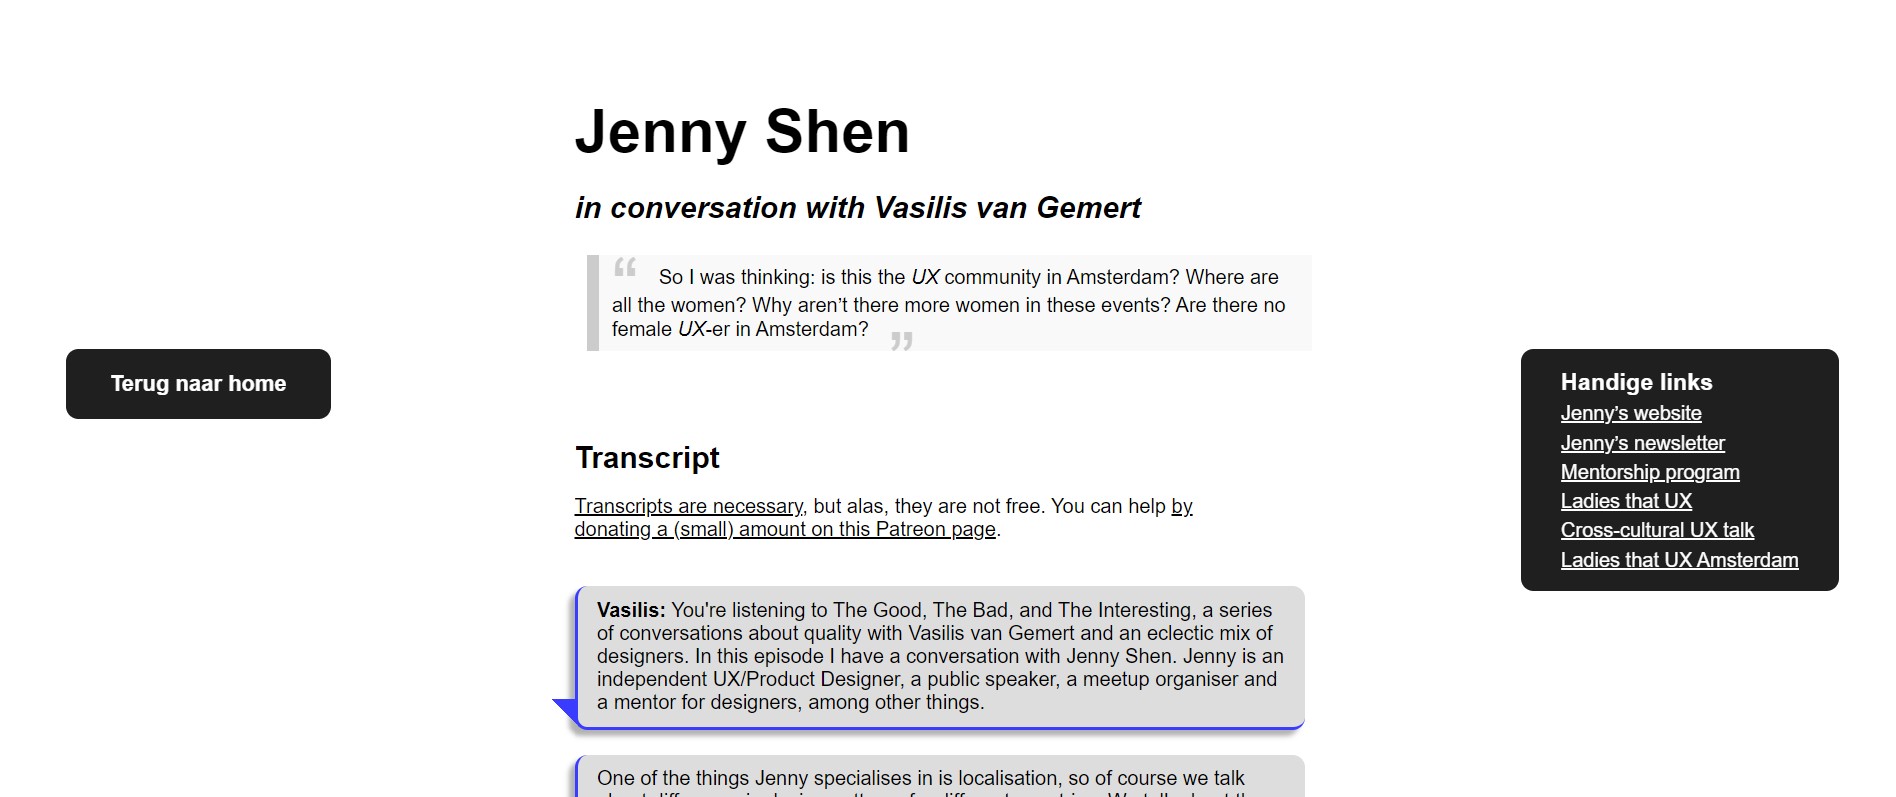 Jenny Shen
in conversation with Vasilis van Gemert
“ So I was thinking: is this the UX community in Amsterdam? Where are
all the women? Why aren’t there more women in these events? Are there no
female UX-er in Amsterdam? ”
Terug naar home
Handige links
Jenny’s website
Jenny’s newsletter
Mentorship program
Ladies that UX
Cross-cultural UX talk
Ladies that UX Amsterdam
Transcript
Transcripts are necessary, but alas, they are not free. You can help by
donating a (small) amount on this Patreon page.
Vasilis: You're listening to The Good, The Bad, and The Interesting, a series
of conversations about quality with Vasilis van Gemert and an eclectic mix of
designers. In this episode I have a conversation with Jenny Shen. Jenny is an
independent UX/Product Designer, a public speaker, a meetup organiser and
a mentor for designers, among other things.
One of the things Jenny specialises in is localisation, so of course we talk